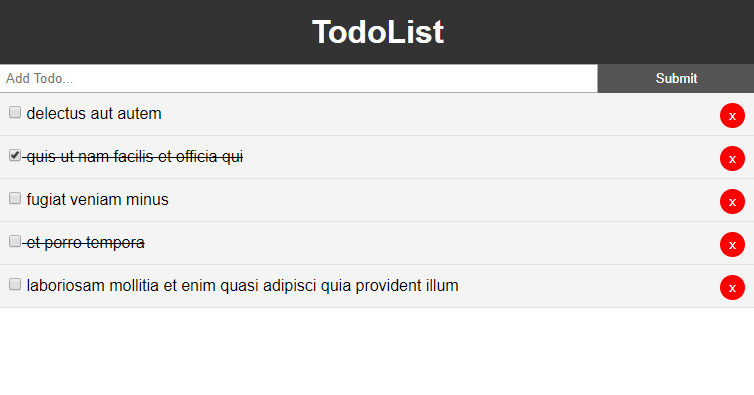 TodoList
Add Todo... Submit
delectus aut autem x
quis ut nam facilis et officia qui x
fugiat veniam minus x
et porro tempora x
laboriosam mollitia et enim quasi adipisci quia provident illum x